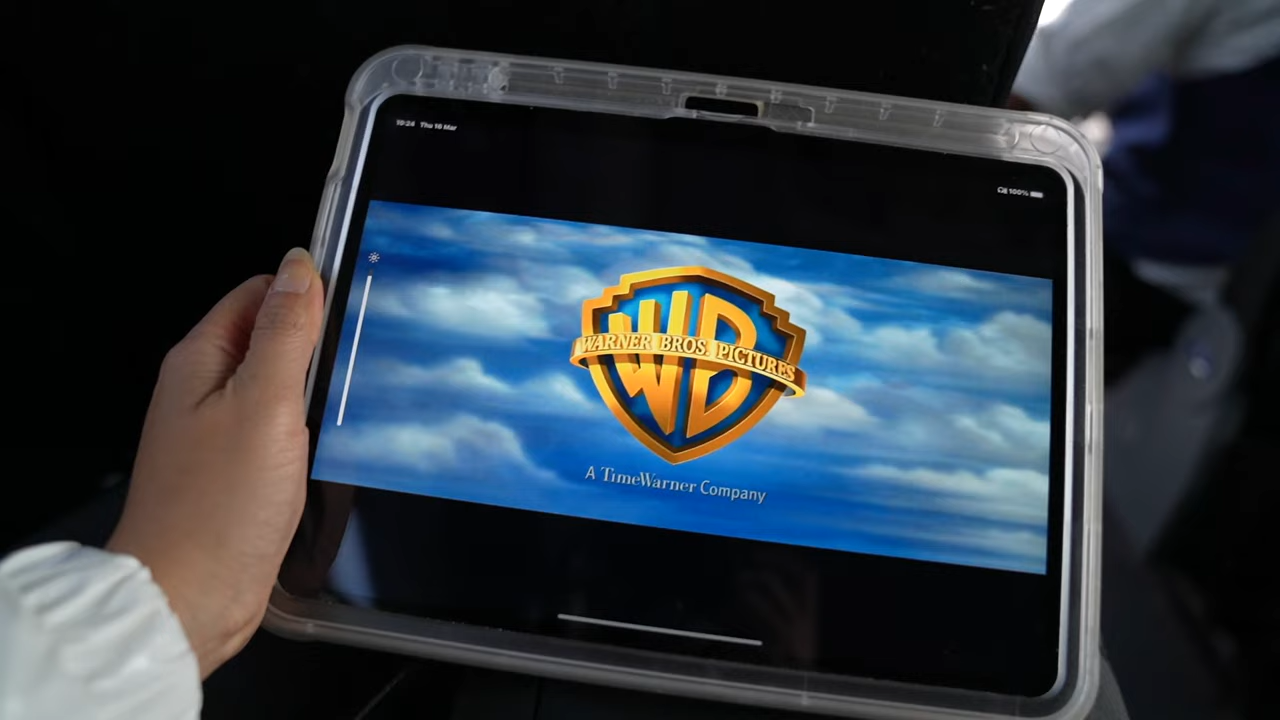 10:24 Thu 16 Mar
100%
WB
WARNER BROS. PICTURES
A TimeWarner Company